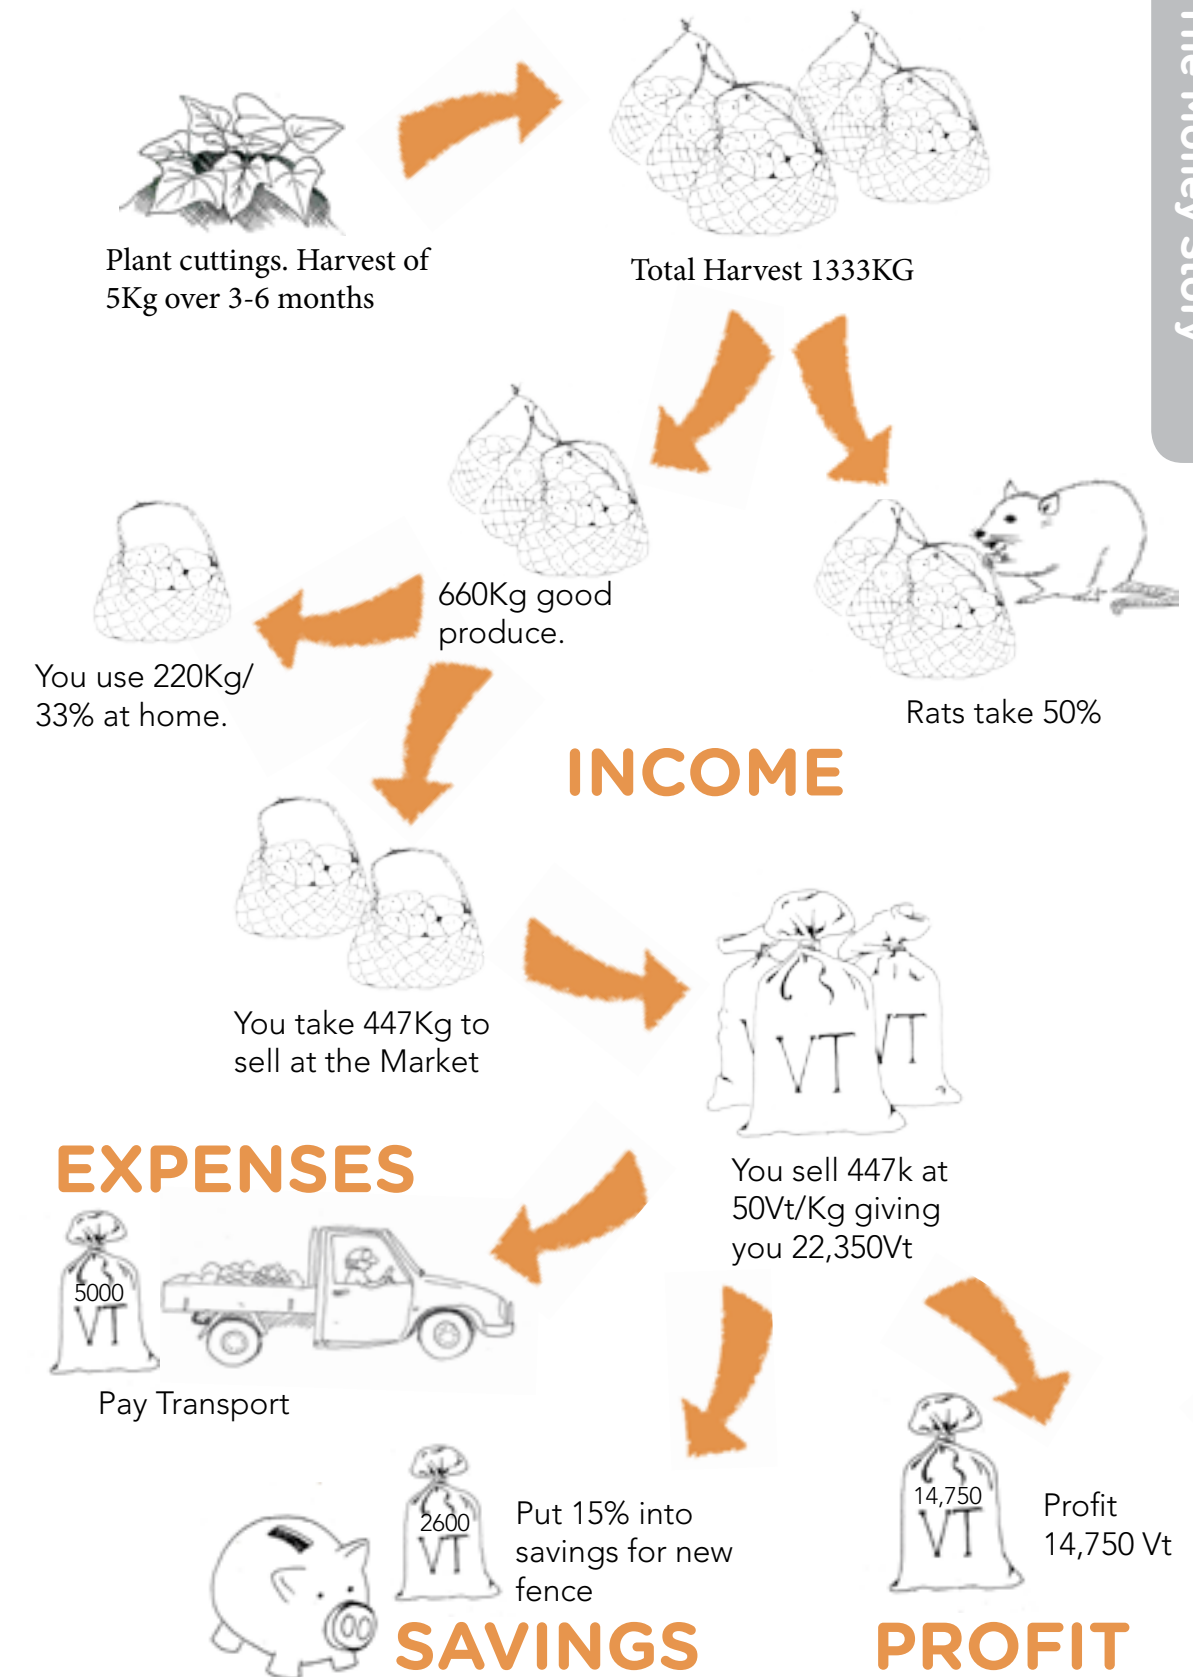 The Money Story
Plant cuttings. Harvest of
5Kg over 3-6 months
Total Harvest 1333KG
660Kg good
produce.
You use 220Kg/
33% at home.
Rats take 50%
INCOME
You take 447Kg to
sell at the Market
VT
VT
You sell 447k at
50Vt/Kg giving
you 22,350Vt
EXPENSES
5000
VT
Pay Transport
2600
VT
Put 15% into
savings for new
fence
SAVINGS
14,750
VT
Profit
14,750 Vt
PROFIT